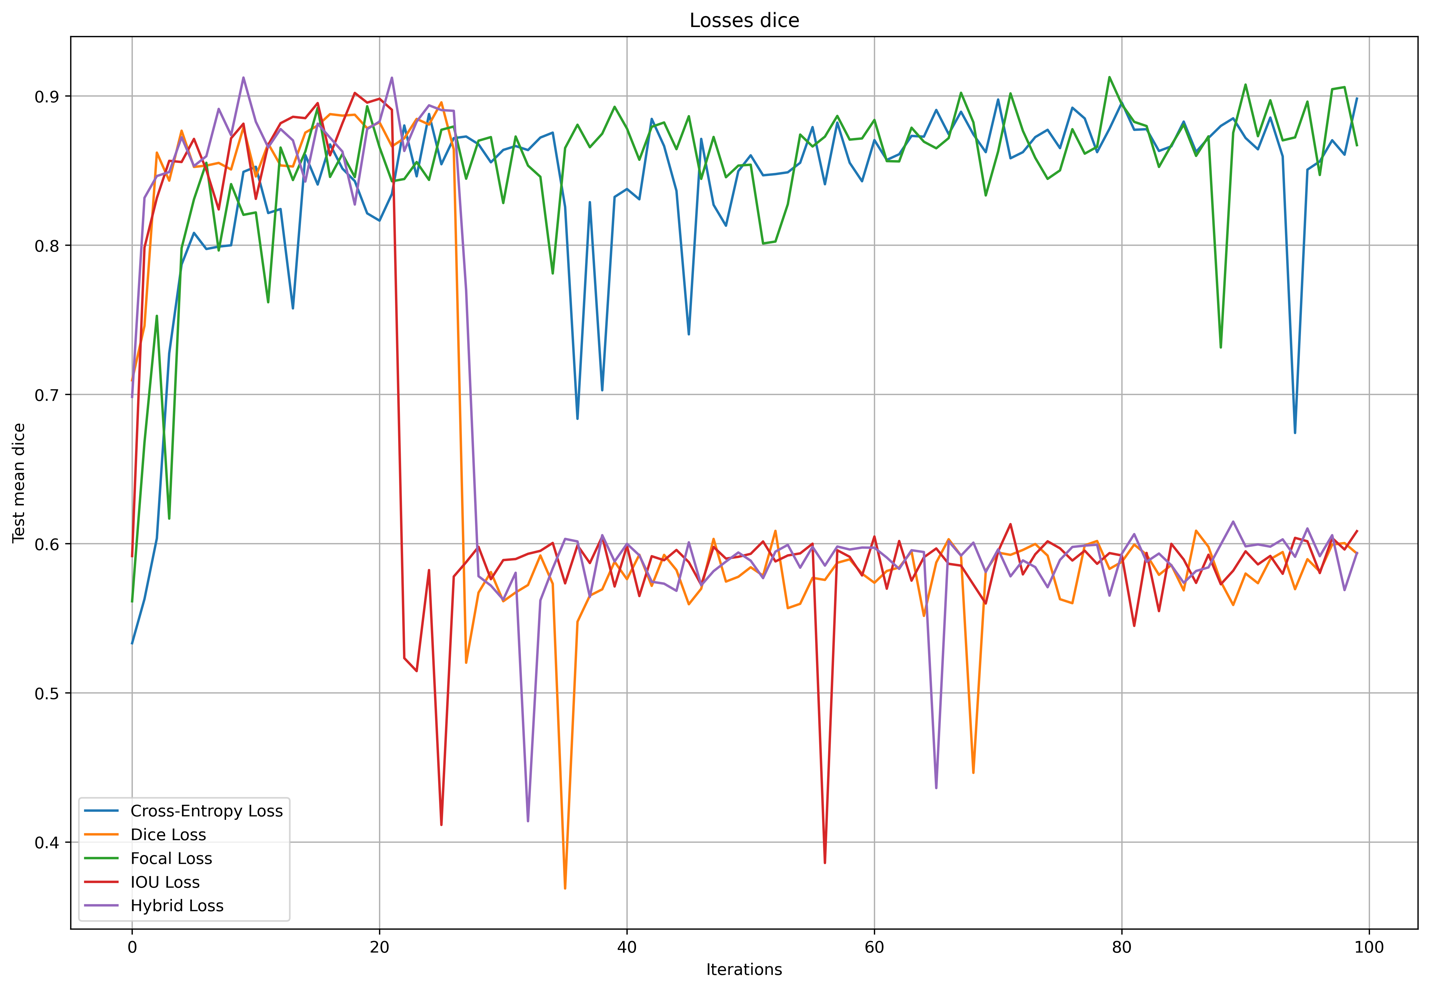 Losses dice
Test mean dice
0.9
0.8
0.7
0.6
0.5
0.4
Cross-Entropy Loss
Dice Loss
Focal Loss
IOU Loss
Hybrid Loss
0 20 40 60 80 100
Iterations